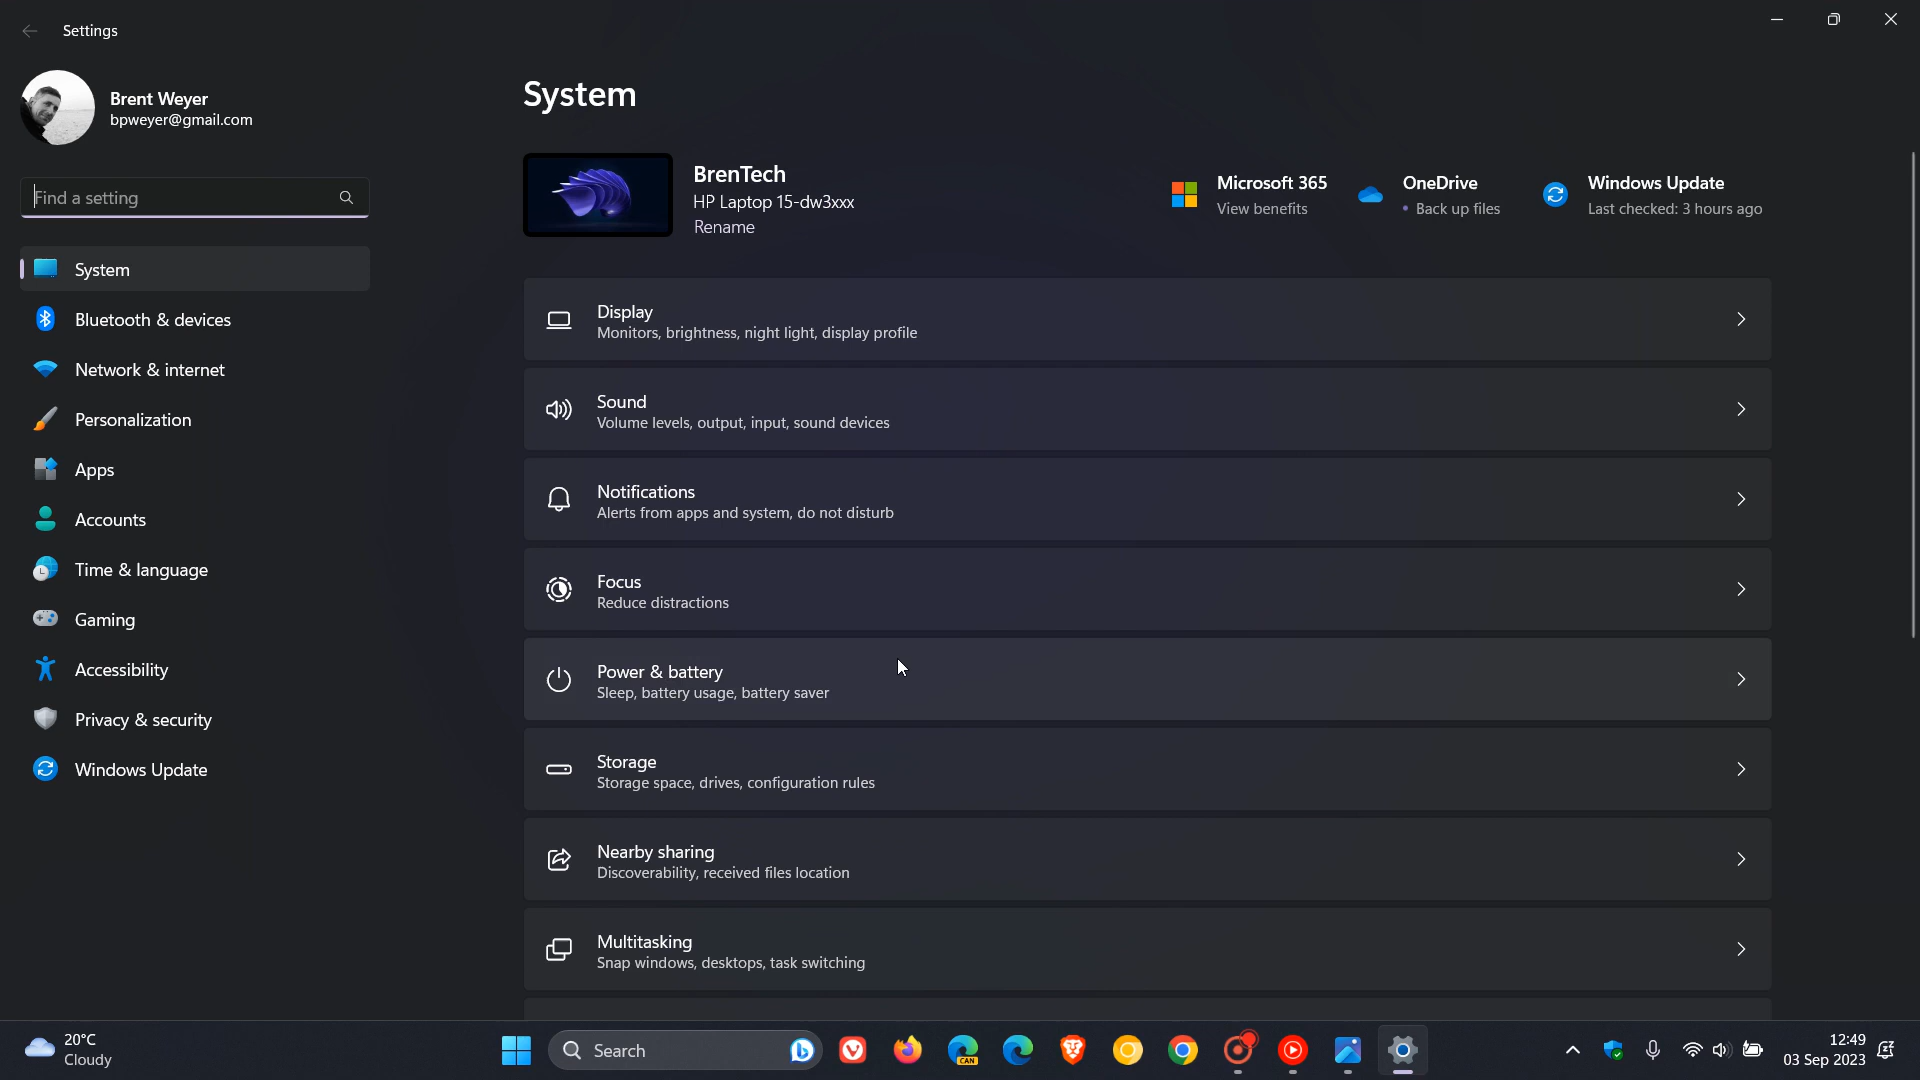 Settings
Brent Weyer
bpweyer@gmail.com
Find a setting
System
Bluetooth & devices
Network & internet
Personalization
Apps
Accounts
Time & language
Gaming
Accessibility
Privacy & security
Windows Update
System
BrenTech
HP Laptop 15-dw3xxx
Rename
Microsoft 365
View benefits
OneDrive
• Back up files
Windows Update
Last checked: 3 hours ago
Display
Monitors, brightness, night light, display profile
Sound
Volume levels, output, input, sound devices
Notifications
Alerts from apps and system, do not disturb
Focus
Reduce distractions
Power & battery
Sleep, battery usage, battery saver
Storage
Storage space, drives, configuration rules
Nearby sharing
Discoverability, received files location
Multitasking
Snap windows, desktops, task switching
20°C
Cloudy
Search
CAN
12:49
03 Sep 2023